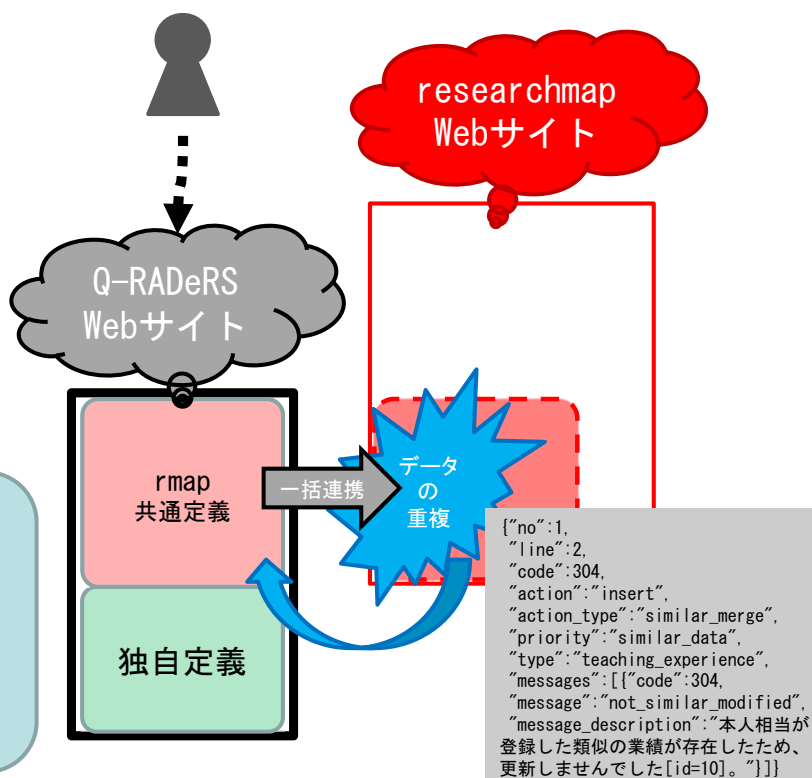 researchmap
Webサイト
Q-RADeRS
Webサイト
rmap
共通定義
一括連携
データ
の
重複
独自定義
{"no":1,
"line":2,
"code":304,
"action":"insert",
"action_type":"similar_merge",
"priority":"similar_data",
"type":"teaching_experience",
"messages":[{"code":304,
"message":"not_similar_modified",
"message_description":"本人相当が
登録した類似の業績が存在したため、
更新しませんでした[id=10]。"}]}